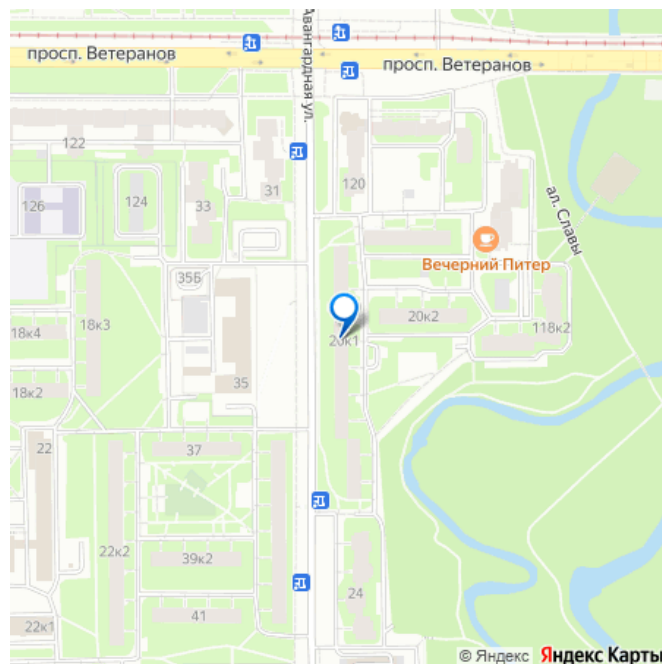 просп. Ветеранов
Авангардная ул.
просп. Ветеранов
122
31
120
126
124
33
ал. Славы
Вечерний Питер
35Б
18к3
20к1
20к2
118к2
18к4
35
18к2
22
37
22к2
39к2
24
41
22к1
© Яндекс Яндекс Карты